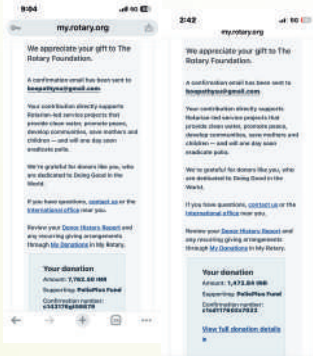 9:04
my.rotary.org
We appreciate your gift to The
Rotary Foundation.
A confirmation email has been sent to
Your contribution directly supports
Rotarian-led service projects that
provide clean water, promote peace,
develop communities, save mothers and
children — and will one day soon
eradicate polio.
We're grateful for donors like you, who
are dedicated to Doing Good in the
World.
If you have questions, contact us or the
international office near you.
Review your Donor History Report and
any recurring giving arrangements
through My Donations in My Rotary.
Your donation
Amount: 7,762.50 INR
Supporting: PolioPlus Fund
Confirmation number:
2:42
my.rotary.org
We appreciate your gift to The
Rotary Foundation.
A confirmation email has been sent to
Your contribution directly supports
Rotarian-led service projects that
provide clean water, promote peace,
develop communities, save mothers and
children — and will one day soon
eradicate polio.
We're grateful for donors like you, who
are dedicated to Doing Good in the
World.
If you have questions, contact us or the
international office near you.
Review your Donor History Report and
any recurring giving arrangements
through My Donations in My Rotary.
Your donation
Amount: 1,473.84 INR
Supporting: PolioPlus Fund
Confirmation number:
View full donation details
»